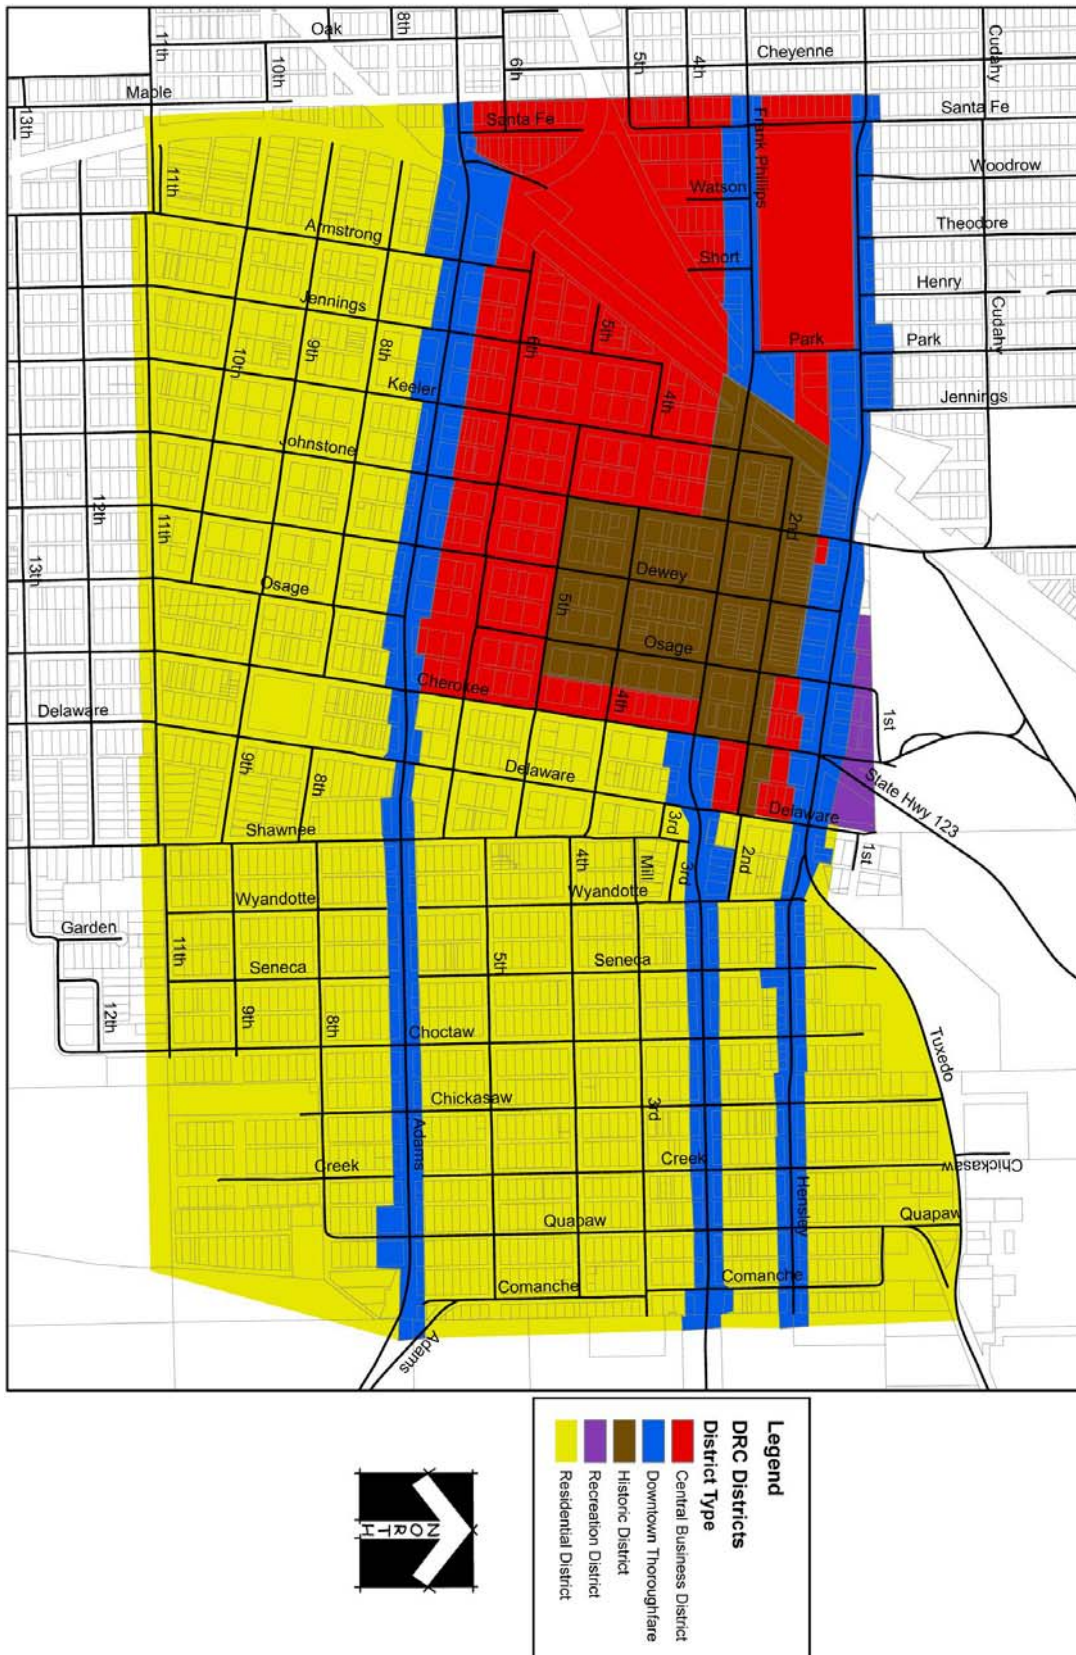 Oak
8th
11th
10th
6th
5th
4th
Cheyenne
Cudahy
Maple
13th
Santa Fe
Frank Phillips
Santa Fe
Woodrow
11th
Watson
Theodore
Armstrong
Short
Henry
Jennings
5th
6th
Park
Park
Cudahy
10th
9th
8th
Keeler
4th
Jennings
Johnstone
12th
11th
2nd
13th
Osage
Dewey
5th
Osage
Cherokee
4th
Delaware
1st
9th
8th
Delaware
State Hwy 123
Delaware
Shawnee
3rd
1st
4th
Mill
3rd
2nd
Wyandotte
Wyandotte
Garden
11th
Seneca
5th
Seneca
12th
9th
8th
Choctaw
Tuxedo
Chickasaw
3rd
Adams
Creek
Creek
Chickasaw
Hensley
Quapaw
Quapaw
Comanche
Comanche
Adams
Legend
DRC Districts
District Type
Central Business District
Downtown Thoroughfare
Historic District
Recreation District
Residential District
NORTH